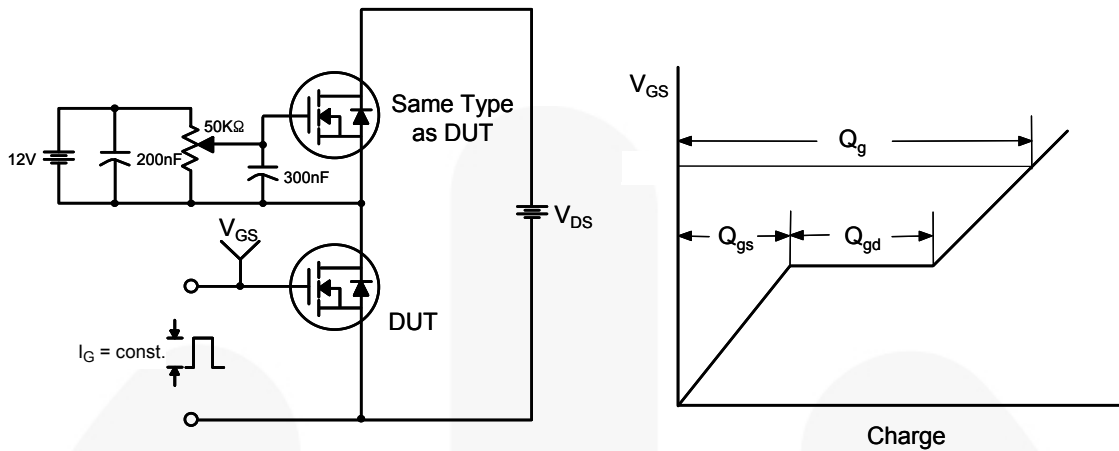 12V
200nF
50KΩ
300nF
Same Type
as DUT
V_DS
V_GS
DUT
I_G = const.
V_GS
Q_g
Q_gs
Q_gd
Charge